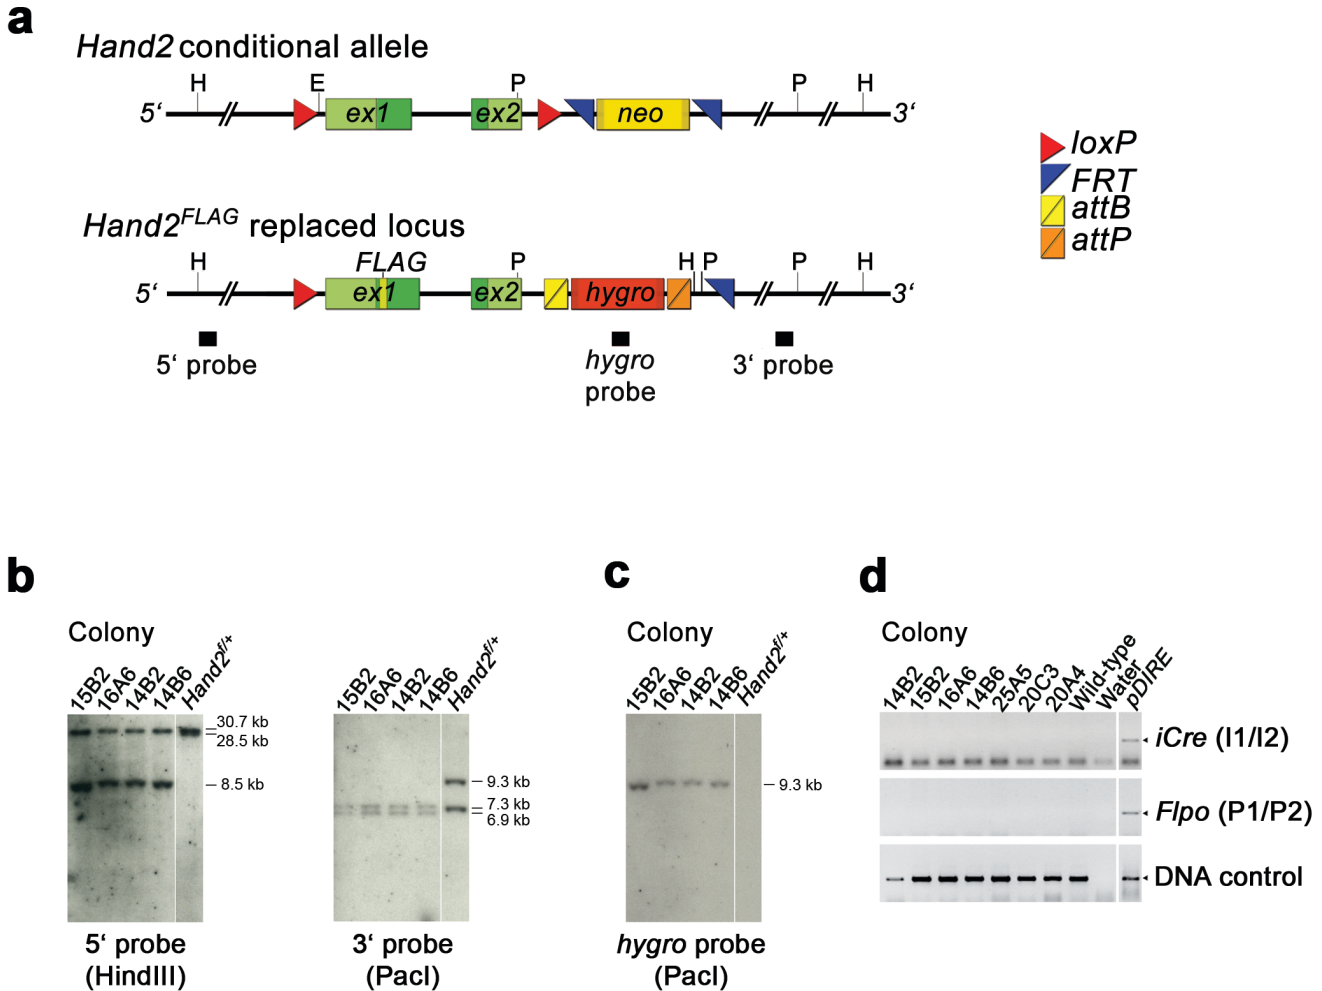 a
Hand2 conditional allele
H E P P H
5‘ ex1 ex2 neo 3‘
loxP
FRT
attB
attP
Hand2FLAG replaced locus
H FLAG P H P P H
5‘ ex1 ex2 hygro 3‘
5‘ probe
hygro
probe
3‘ probe
b
Colony
15B2 16A6 14B2 14B6 Hand2f/+
30.7 kb
28.5 kb
8.5 kb
5‘ probe
(HindIII)
15B2 16A6 14B2 14B6 Hand2f/+
9.3 kb
7.3 kb
6.9 kb
3‘ probe
(PacI)
c
Colony
15B2 16A6 14B2 14B6 Hand2f/+
9.3 kb
hygro probe
(PacI)
d
Colony
14B2 15B2 16A6 14B6 25A5 20C3 20A4 Wild-type Water pDIRE
iCre (I1/I2)
Flpo (P1/P2)
DNA control